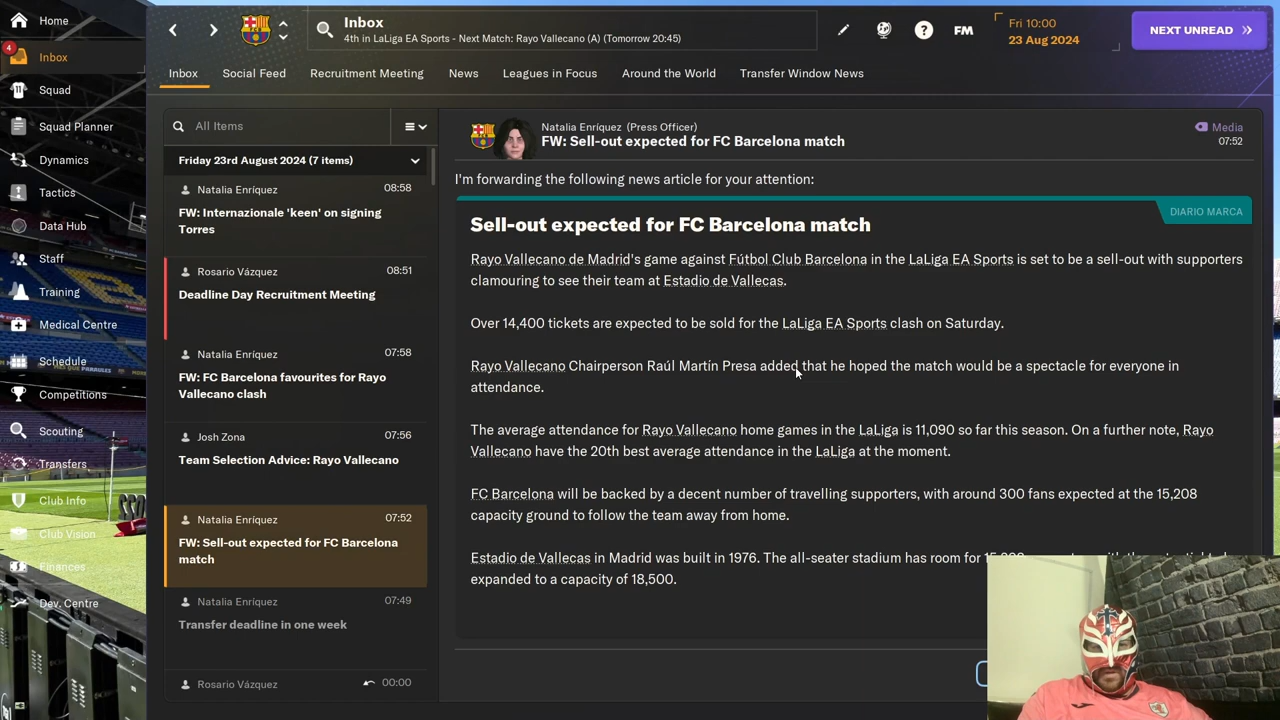 Home
4
Inbox
Squad
Squad Planner
Dynamics
Tactics
Data Hub
Staff
Training
Medical Centre
Schedule
Competitions
Scouting
Transfers
Club Info
Club Vision
Finances
Dev. Centre
Inbox
4th in LaLiga EA Sports - Next Match: Rayo Vallecano (A) (Tomorrow 20:45)
?
FM
Fri 10:00
23 Aug 2024
NEXT UNREAD
Inbox
Social Feed
Recruitment Meeting
News
Leagues in Focus
Around the World
Transfer Window News
All Items
Friday 23rd August 2024 (7 items)
Natalia Enríquez 08:58
FW: Internazionale 'keen' on signing
Torres
Rosario Vázquez 08:51
Deadline Day Recruitment Meeting
Natalia Enríquez 07:58
FW: FC Barcelona favourites for Rayo
Vallecano clash
Josh Zona 07:56
Team Selection Advice: Rayo Vallecano
Natalia Enríquez 07:52
FW: Sell-out expected for FC Barcelona
match
Natalia Enríquez 07:49
Transfer deadline in one week
Rosario Vázquez 00:00
Natalia Enríquez (Press Officer)
FW: Sell-out expected for FC Barcelona match
Media
07:52
I'm forwarding the following news article for your attention:
DIARIO MARCA
Sell-out expected for FC Barcelona match
Rayo Vallecano de Madrid's game against Fútbol Club Barcelona in the LaLiga EA Sports is set to be a sell-out with supporters
clamouring to see their team at Estadio de Vallecas.
Over 14,400 tickets are expected to be sold for the LaLiga EA Sports clash on Saturday.
Rayo Vallecano Chairperson Raúl Martín Presa added that he hoped the match would be a spectacle for everyone in
attendance.
The average attendance for Rayo Vallecano home games in the LaLiga is 11,090 so far this season. On a further note, Rayo
Vallecano have the 20th best average attendance in the LaLiga at the moment.
FC Barcelona will be backed by a decent number of travelling supporters, with around 300 fans expected at the 15,208
capacity ground to follow the team away from home.
Estadio de Vallecas in Madrid was built in 1976. The all-seater stadium has room for
expanded to a capacity of 18,500.